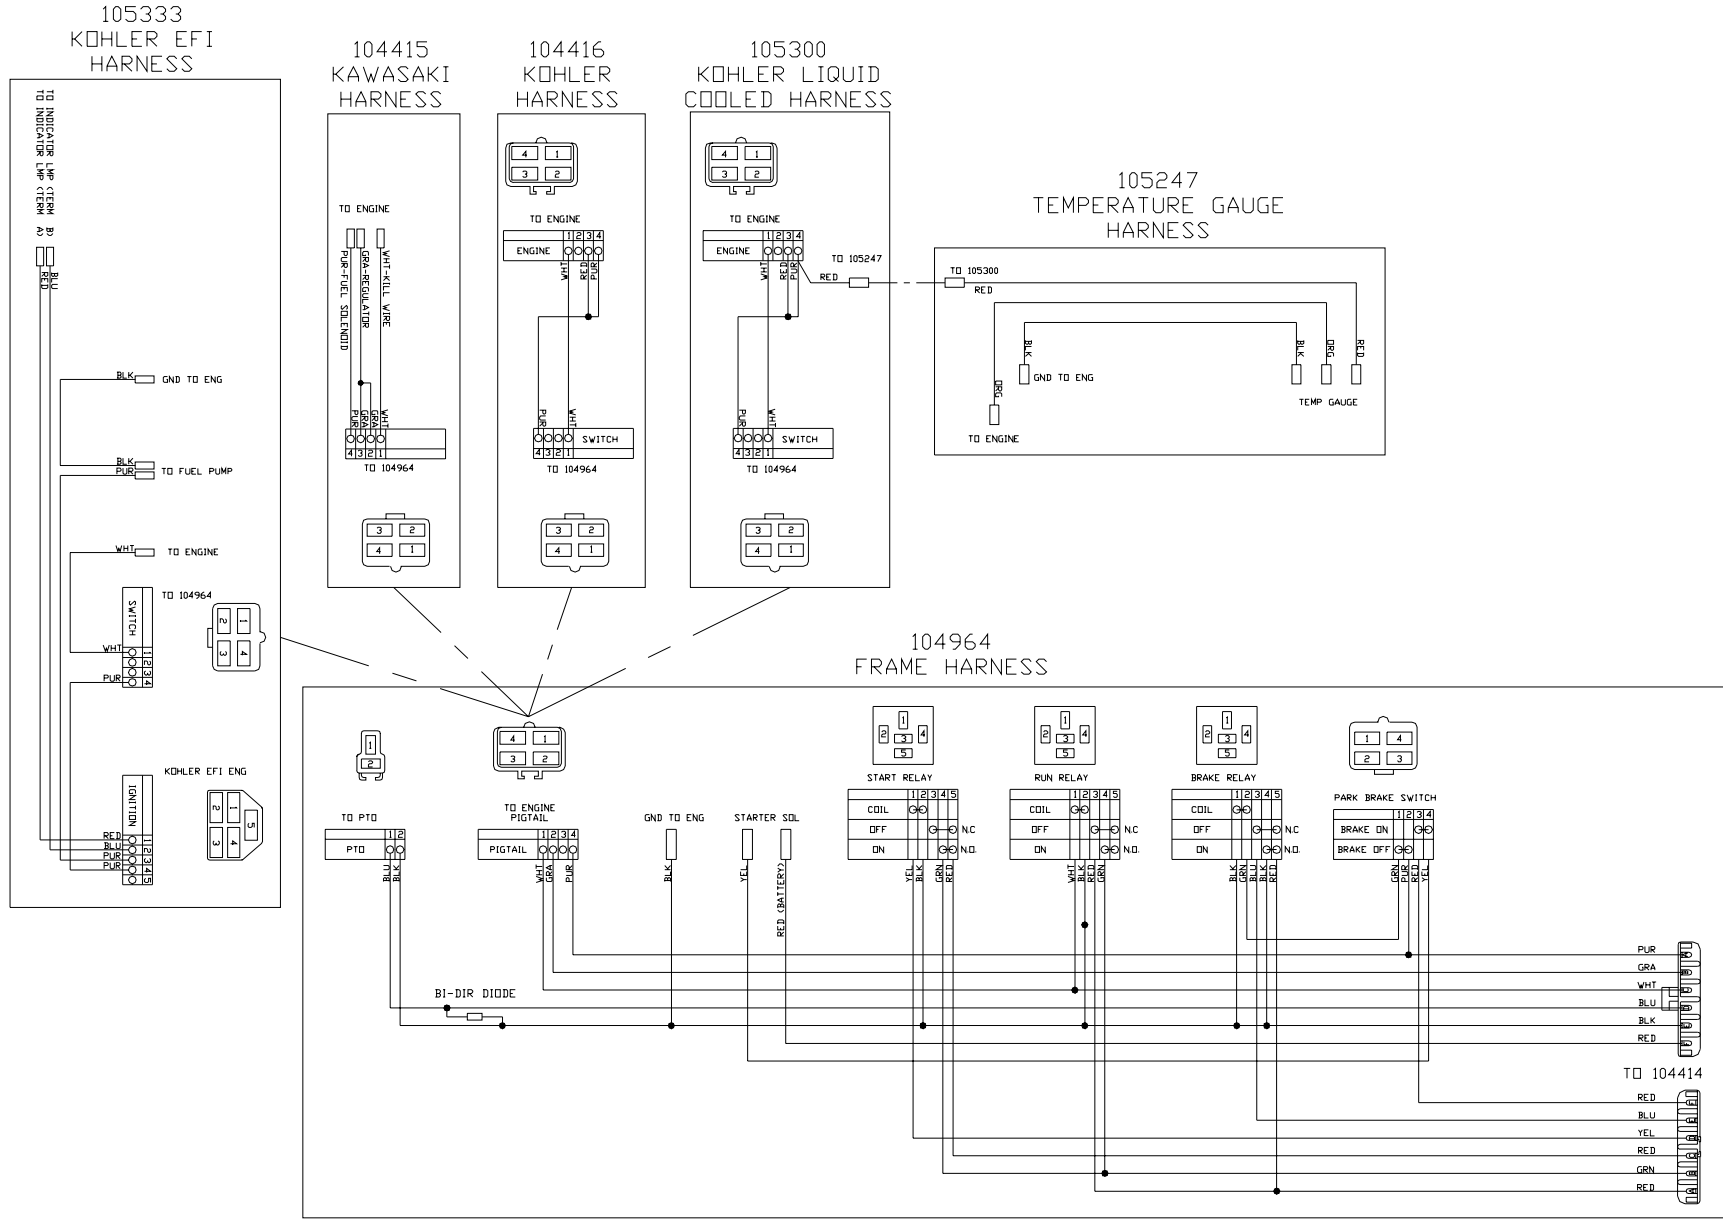 105333
KOHLER EFI
HARNESS
TO INDICATOR LMP (TERM B)
TO INDICATOR LMP (TERM A)
RED
BLU
BLK
GND TO ENG
BLK
PUR
TO FUEL PUMP
WHT
TO ENGINE
TO 104964
SWITCH
WHT
PUR
1
2
3
4
2
1
3
4
KOHLER EFI ENG
IGNITION
RED
BLU
PUR
PUR
1
2
3
4
5
2
1
5
3
4
104415
KAWASAKI
HARNESS
TO ENGINE
PUR-FUEL SOLENOID
GRA-REGULATOR
WHT-KILL WIRE
PUR
GRA
GRA
WHT
4 3 2 1
TO 104964
3 2
4 1
104416
KOHLER
HARNESS
4 1
3 2
TO ENGINE
1 2 3 4
ENGINE
WHT
RED
PUR
PUR
WHT
SWITCH
4 3 2 1
TO 104964
3 2
4 1
105300
KOHLER LIQUID
COOLED HARNESS
4 1
3 2
TO ENGINE
1 2 3 4
ENGINE
WHT
RED
PUR
RED
TO 105247
PUR
WHT
SWITCH
4 3 2 1
TO 104964
3 2
4 1
105247
TEMPERATURE GAUGE
HARNESS
TO 105300
RED
BLK
GND TO ENG
ORG
TO ENGINE
BLK
ORG
RED
TEMP GAUGE
104964
FRAME HARNESS
1
2
TO PTO
1 2
PTO
BLU
BLK
4 1
3 2
TO ENGINE
PIGTAIL
1 2 3 4
PIGTAIL
WHT
GRA
PUR
GND TO ENG
BLK
STARTER SOL
YEL
RED (BATTERY)
1
2 3 4
5
START RELAY
1 2 3 4 5
COIL
OFF
N.C
ON
N.O.
YEL
BLK
GRN
RED
1
2 3 4
5
RUN RELAY
1 2 3 4 5
COIL
OFF
N.C
ON
N.O.
WHT
BLK
RED
GRN
1
2 3 4
5
BRAKE RELAY
1 2 3 4 5
COIL
OFF
N.C
ON
N.O.
BLK
GRN
BLU
BLK
RED
1 4
2 3
PARK BRAKE SWITCH
1 2 3 4
BRAKE ON
BRAKE OFF
GRN
PUR
RED
YEL
BI-DIR DIODE
PUR
GRA
WHT
BLU
BLK
RED
TO 104414
RED
BLU
YEL
RED
GRN
RED